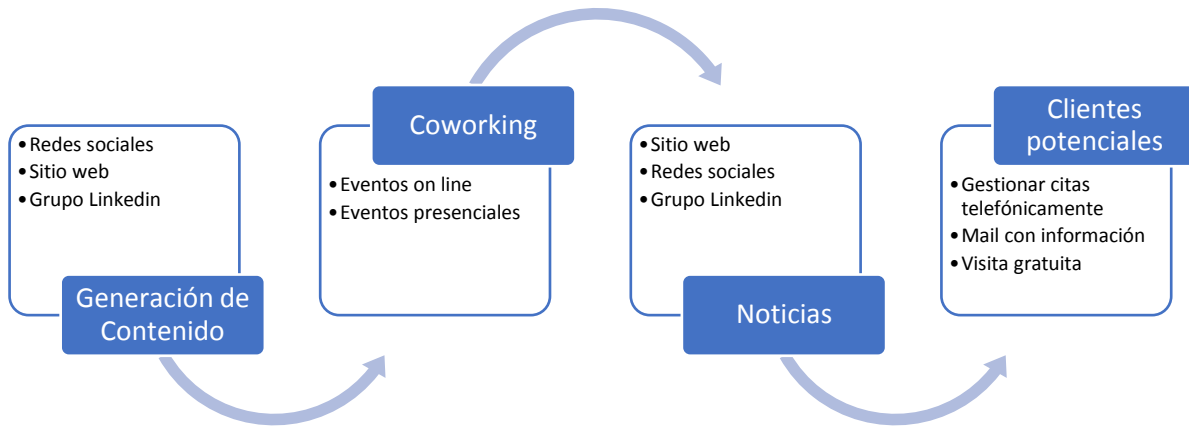 • Redes sociales
• Sitio web
• Grupo Linkedin
Generación de
Contenido
Coworking
• Eventos on line
• Eventos presenciales
• Sitio web
• Redes sociales
• Grupo Linkedin
Noticias
Clientes
potenciales
• Gestionar citas
telefónicamente
• Mail con información
• Visita gratuita